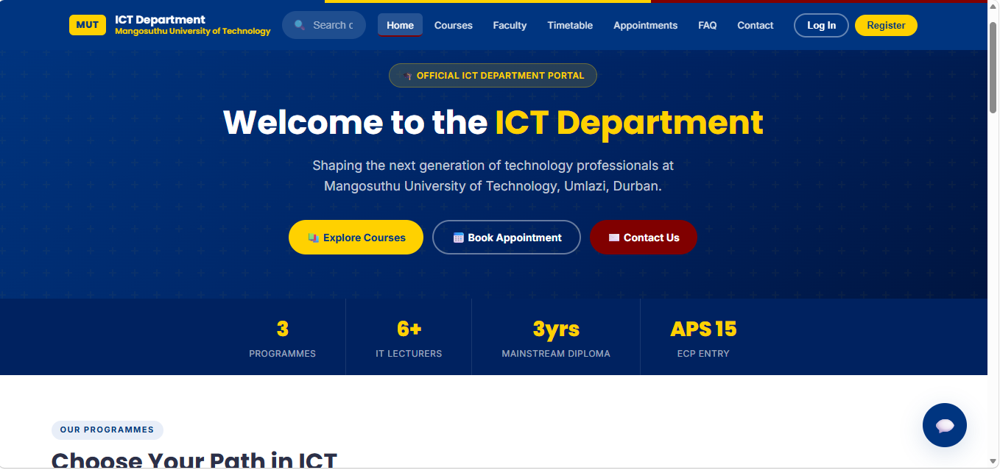 MUT
ICT Department
Mangosuthu University of Technology
Search c
Home
Courses
Faculty
Timetable
Appointments
FAQ
Contact
Log In
Register
OFFICIAL ICT DEPARTMENT PORTAL
Welcome to the ICT Department
Shaping the next generation of technology professionals at
Mangosuthu University of Technology, Umlazi, Durban.
Explore Courses
Book Appointment
Contact Us
3
PROGRAMMES
6+
IT LECTURERS
3yrs
MAINSTREAM DIPLOMA
APS 15
ECP ENTRY
OUR PROGRAMMES
Choose Your Path in ICT